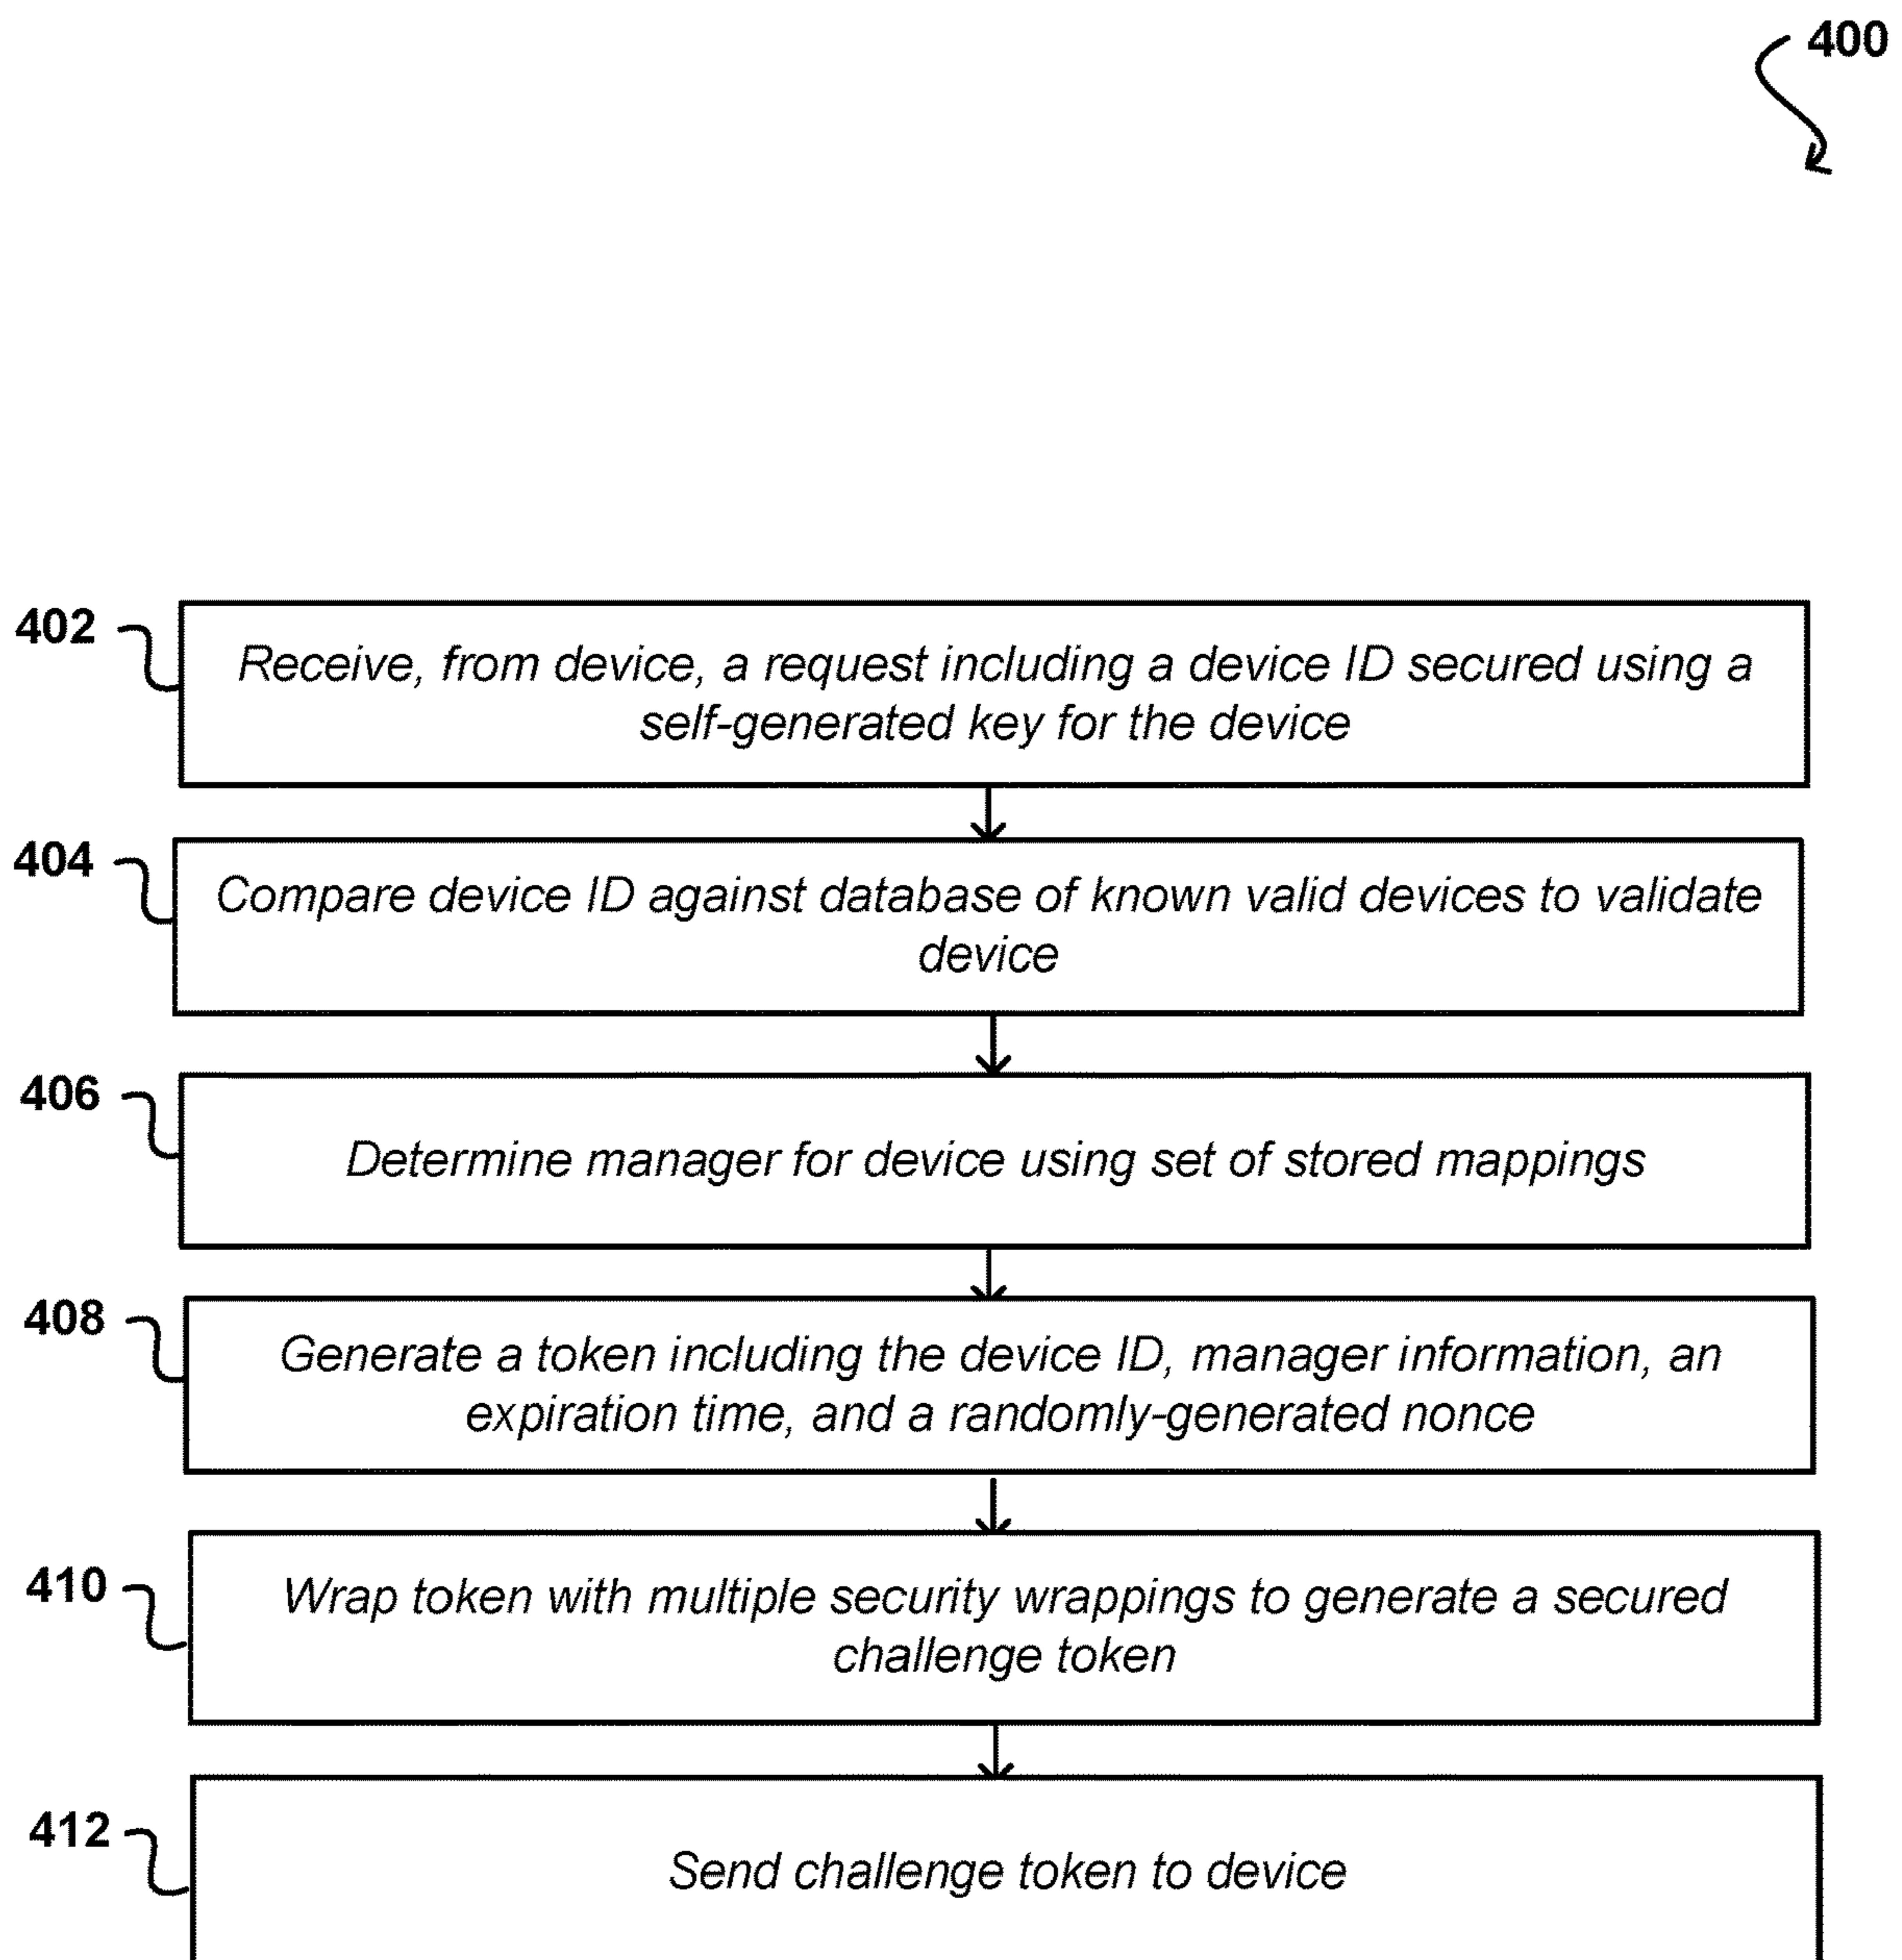 400
402
Receive, from device, a request including a device ID secured using a
self-generated key for the device
404
Compare device ID against database of known valid devices to validate
device
406
Determine manager for device using set of stored mappings
408
Generate a token including the device ID, manager information, an
expiration time, and a randomly-generated nonce
410
Wrap token with multiple security wrappings to generate a secured
challenge token
412
Send challenge token to device